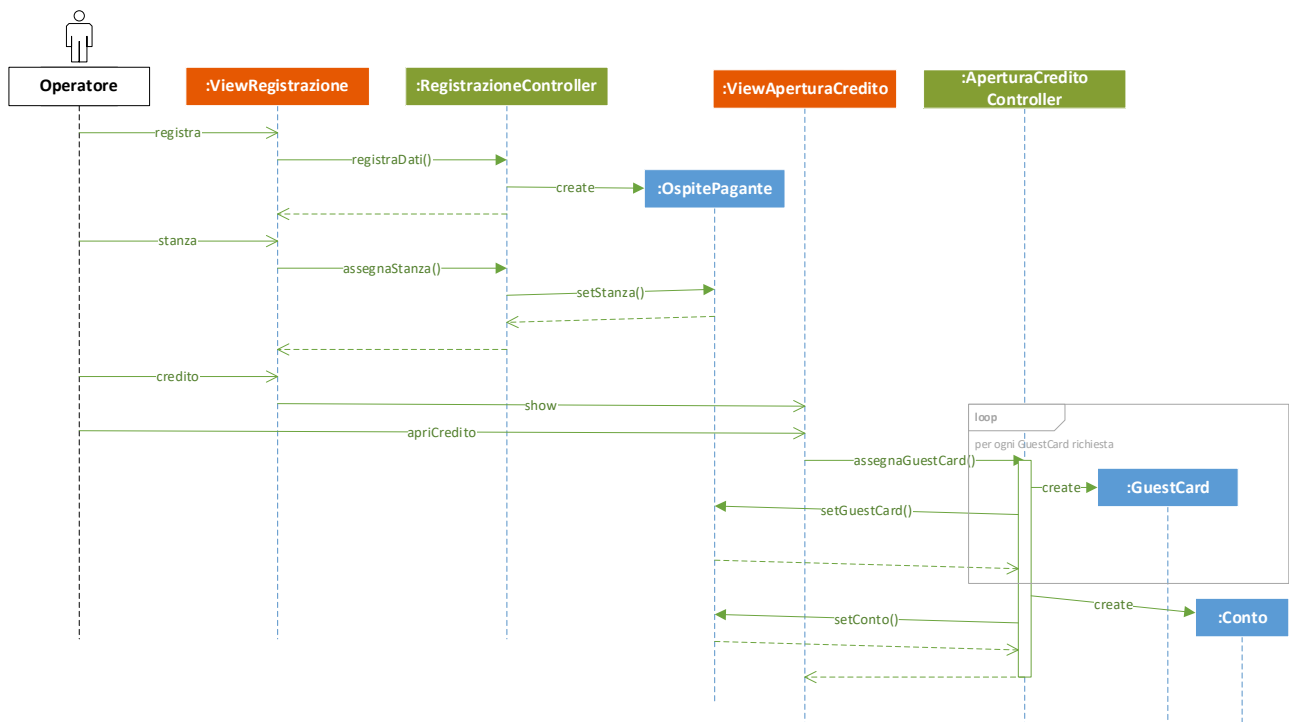 Operatore
:ViewRegistrazione
:RegistrazioneController
:ViewAperturaCredito
:AperturaCredito
Controller
registra
registraDati()
create
:OspitePagante
stanza
assegnaStanza()
setStanza()
credito
show
apriCredito
loop
per ogni GuestCard richiesta
assegnaGuestCard()
create
:GuestCard
setGuestCard()
create
:Conto
setConto()